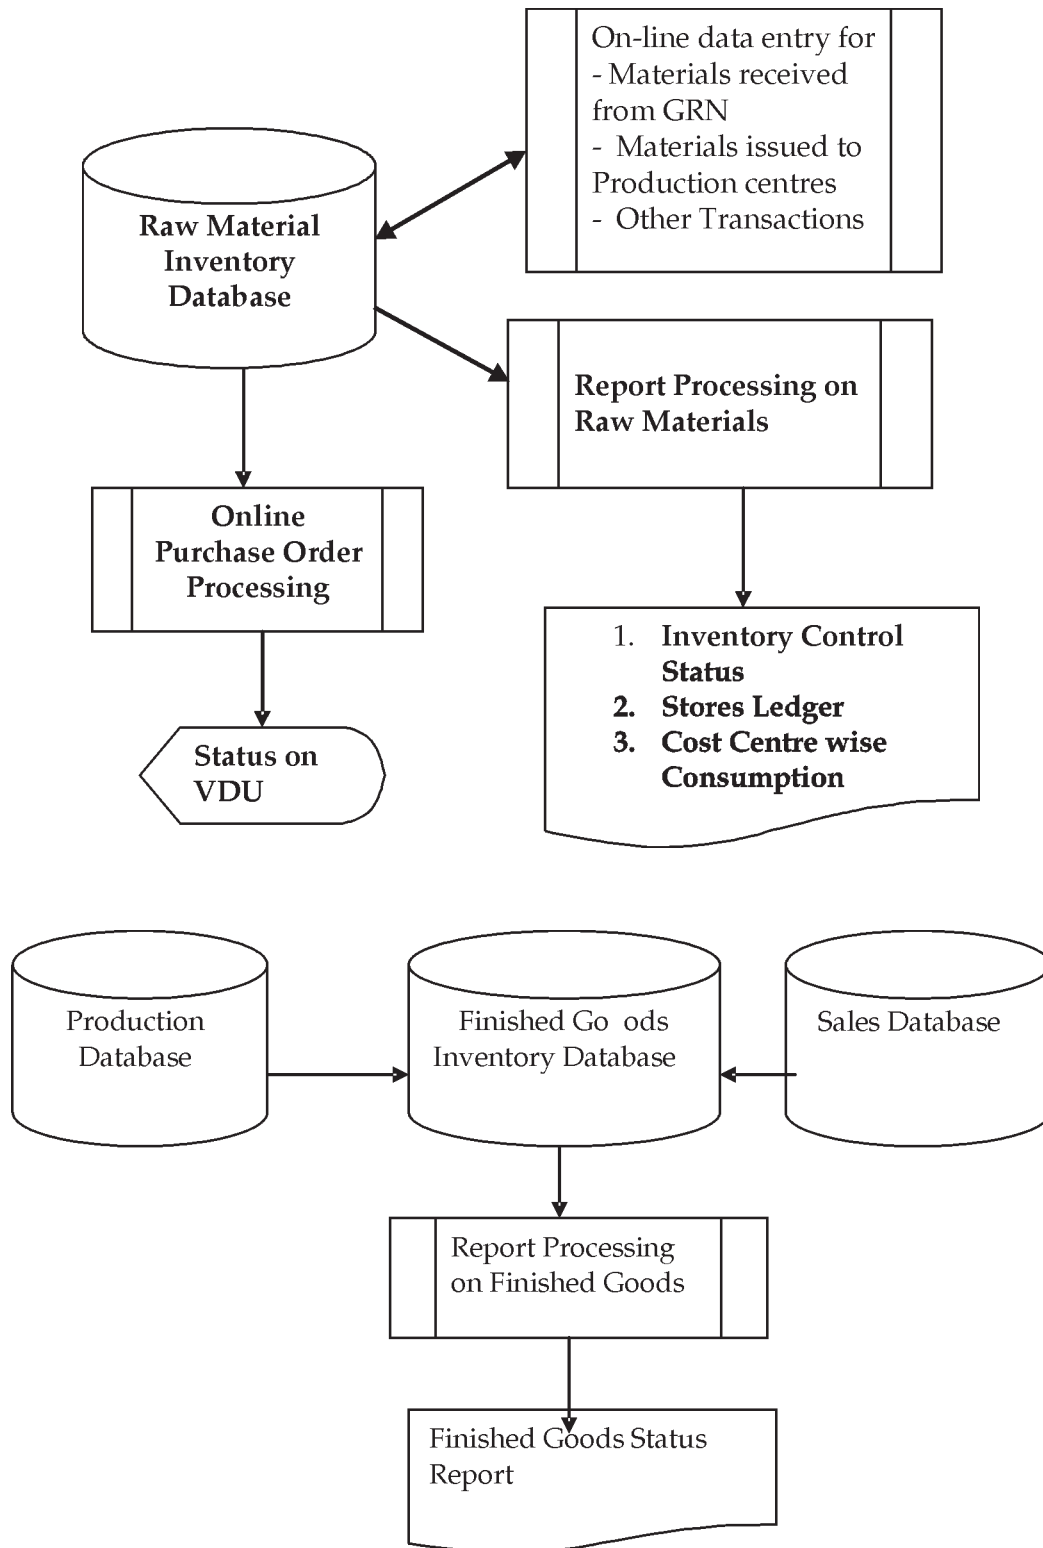 On-line data entry for
- Materials received
from GRN
- Materials issued to
Production centres
- Other Transactions
Raw Material
Inventory
Database
Report Processing on
Raw Materials
Online
Purchase Order
Processing
1. Inventory Control
Status
2. Stores Ledger
3. Cost Centre wise
Consumption
Status on
VDU
Production
Database
Finished Go ods
Inventory Database
Sales Database
Report Processing
on Finished Goods
Finished Goods Status
Report